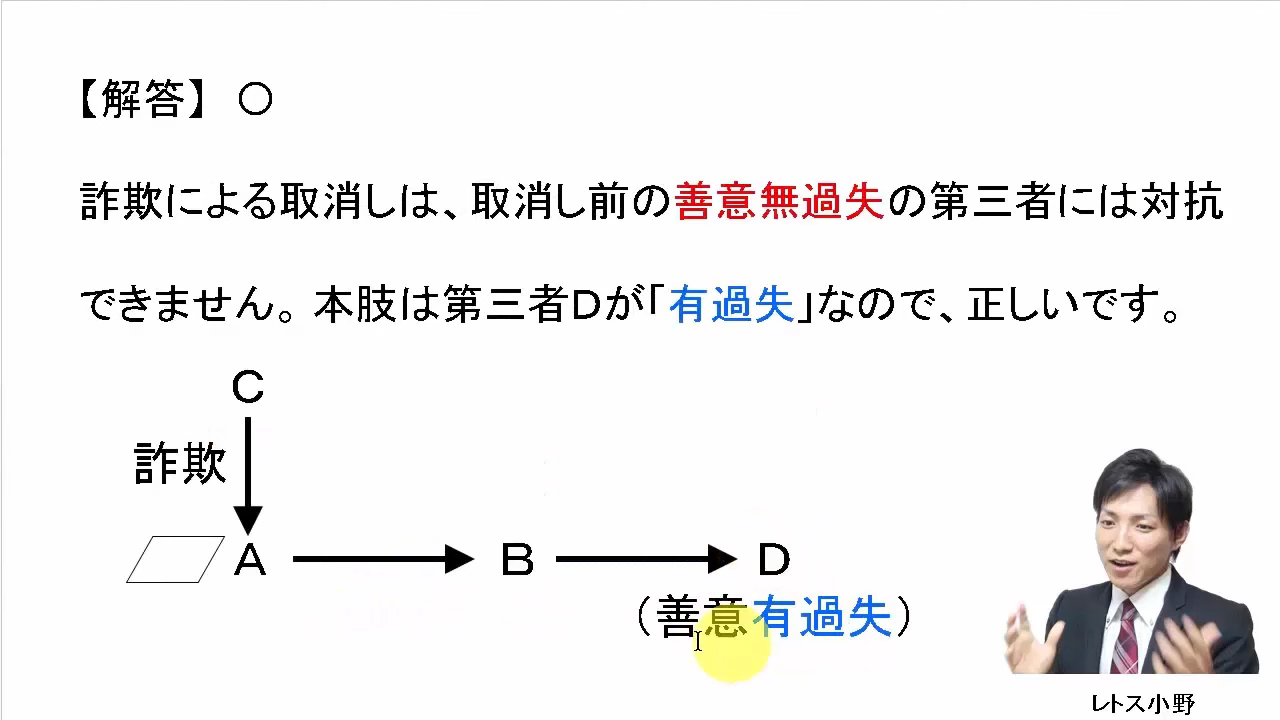 【解答】 ○
詐欺による取消しは、取消し前の善意無過失の第三者には対抗
できません。本肢は第三者Dが「有過失」なので、正しいです。
C
詐欺
A B D
（善意有過失）
レトス小野